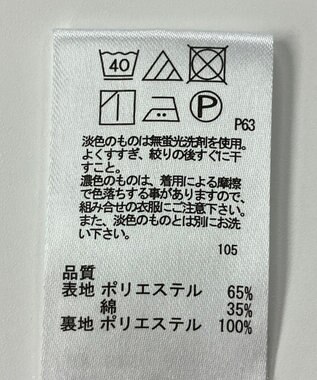 40
P
P63
淡色のものは無蛍光洗剤を使用。
よくすすぎ、絞りの後すぐに干
すこと。
濃色のものは、着用による摩擦
で色落ちする事がありますので、
組み合せの衣服にご注意下さい。
また、淡色のものとは別にお洗
い下さい。
105
品質
表地 ポリエステル 65%
綿 35%
裏地 ポリエステル 100%